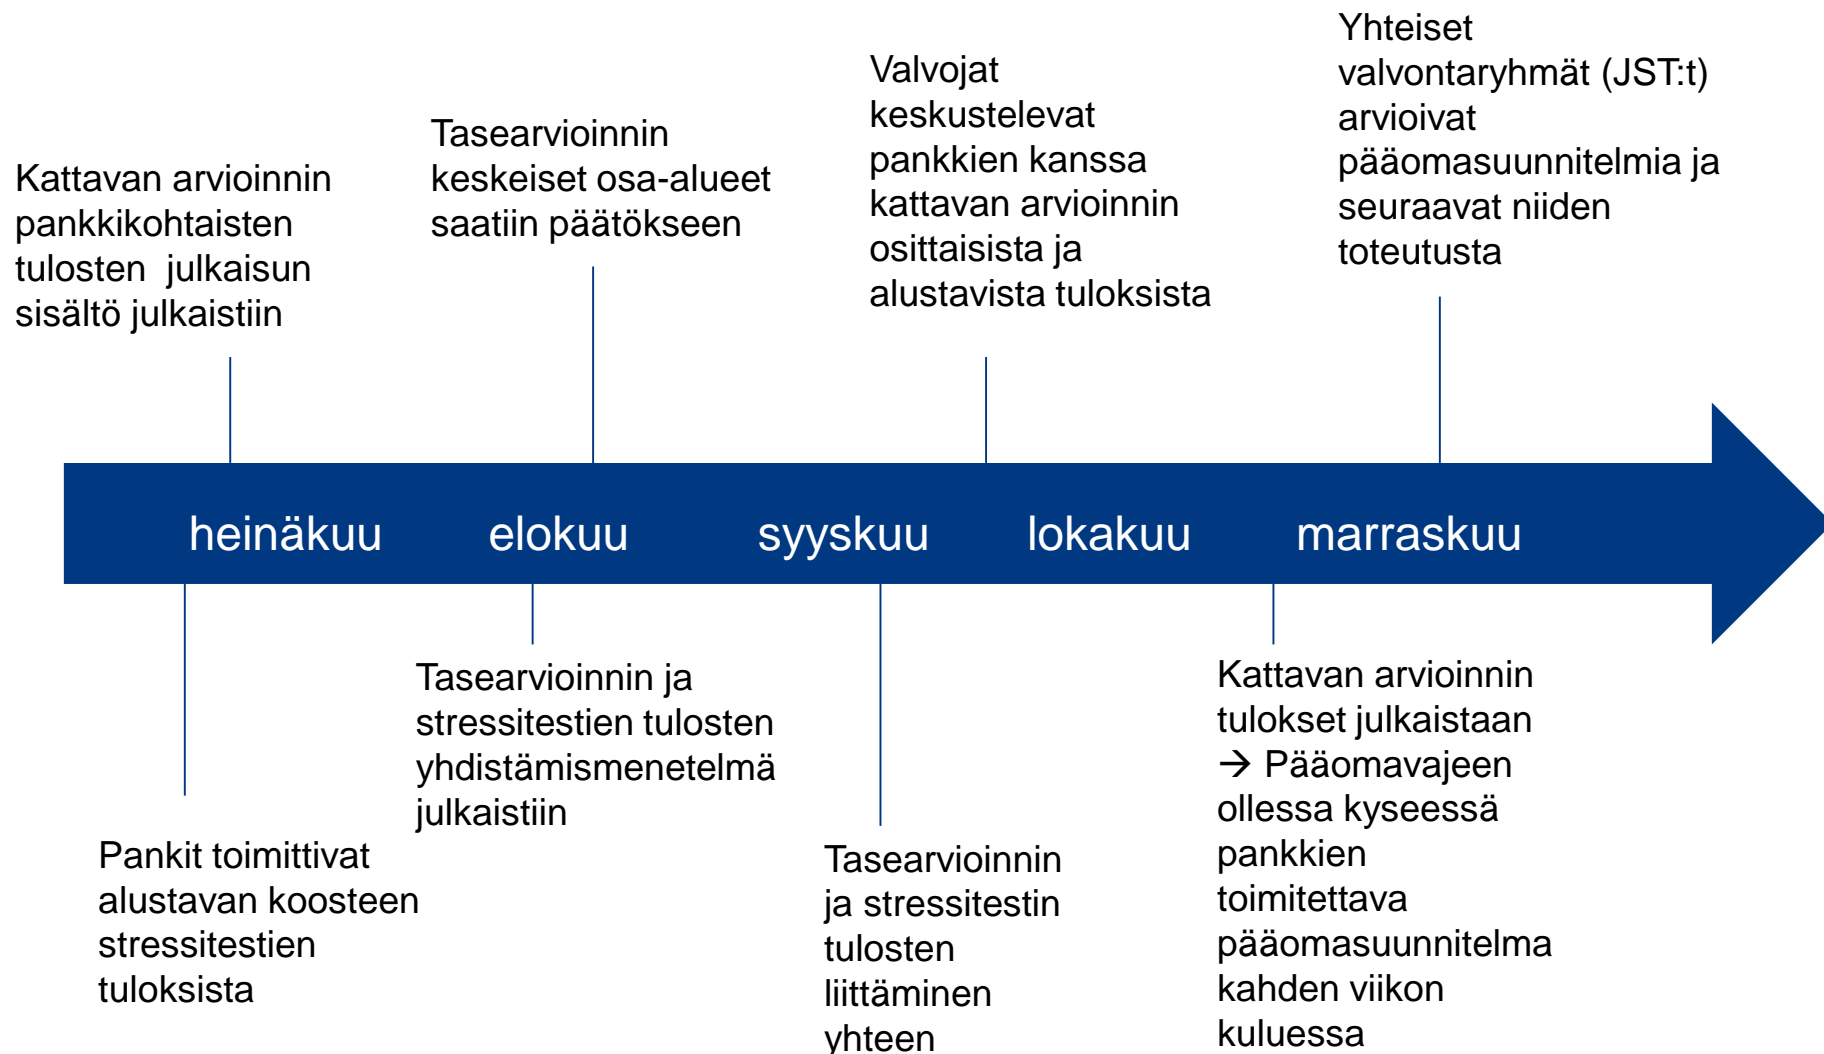 Kattavan arvioinnin
pankkikohtaisten
tulosten  julkaisun
sisältö julkaistiin
Tasearvioinnin
keskeiset osa-alueet
saatiin päätökseen
Valvojat
keskustelevat
pankkien kanssa
kattavan arvioinnin
osittaisista ja
alustavista tuloksista
Yhteiset
valvontaryhmät (JST:t)
arvioivat
pääomasuunnitelmia ja
seuraavat niiden
toteutusta
heinäkuu
elokuu
syyskuu
lokakuu
marraskuu
Pankit toimittivat
alustavan koosteen
stressitestien
tuloksista
Tasearvioinnin ja
stressitestien tulosten
yhdistämismenetelmä
julkaistiin
Tasearvioinnin
ja stressitestin
tulosten
liittäminen
yhteen
Kattavan arvioinnin
tulokset julkaistaan
→ Pääomavajeen
ollessa kyseessä
pankkien
toimitettava
pääomasuunnitelma
kahden viikon
kuluessa